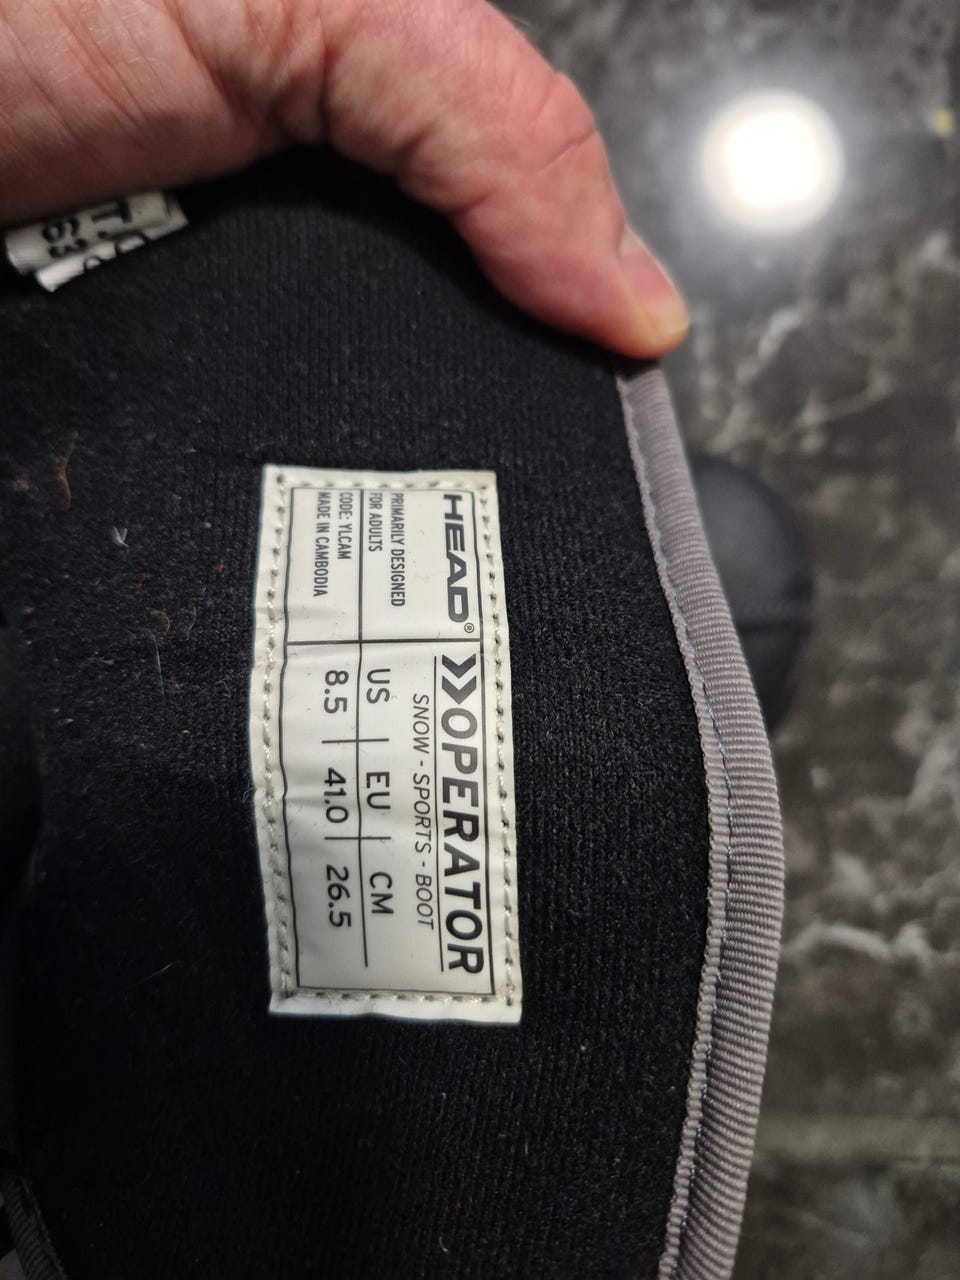 HEAD®
PRIMARILY DESIGNED
FOR ADULTS
CODE: YLCAM
MADE IN CAMBODIA
OPERATOR
SNOW - SPORTS - BOOT
US | EU | CM
8.5 | 41.0 | 26.5